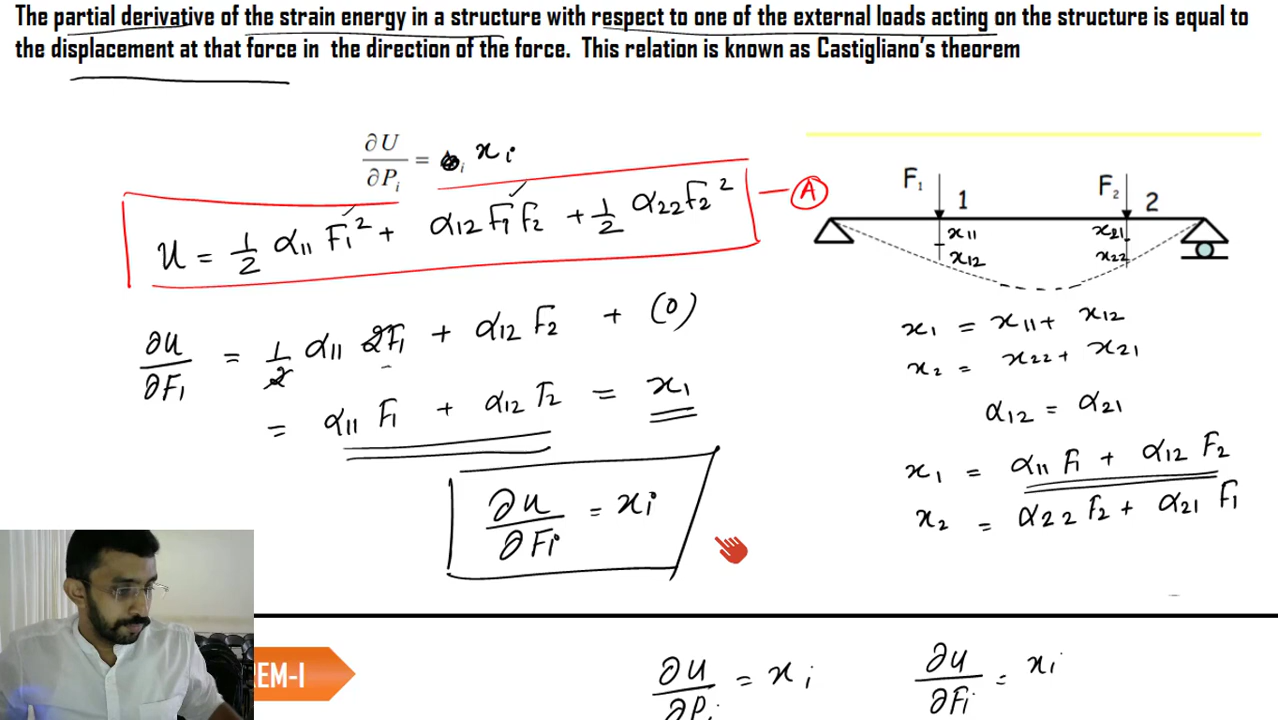 The partial derivative of the strain energy in a structure with respect to one of the external loads acting on the structure is equal to
the displacement at that force in the direction of the force. This relation is known as Castigliano's theorem
∂U/∂Pᵢ = ᵢ xᵢ
U = 1/2 α₁₁ F₁² + α₁₂ F₁ F₂ + 1/2 α₂₂ F₂² — A
∂U/∂F₁ = 1/2 α₁₁ 2F₁ + α₁₂ F₂ + (0)
= α₁₁ F₁ + α₁₂ F₂ = x₁
∂U/∂Fᵢ = xᵢ
F₁ 1 F₂ 2
x₁₁ x₂₁
x₁₂ x₂₂
x₁ = x₁₁ + x₁₂
x₂ = x₂₂ + x₂₁
α₁₂ = α₂₁
x₁ = α₁₁ F₁ + α₁₂ F₂
x₂ = α₂₂ F₂ + α₂₁ F₁
EM-I
∂U/∂Pᵢ = xᵢ ∂U/∂Fᵢ = xᵢ